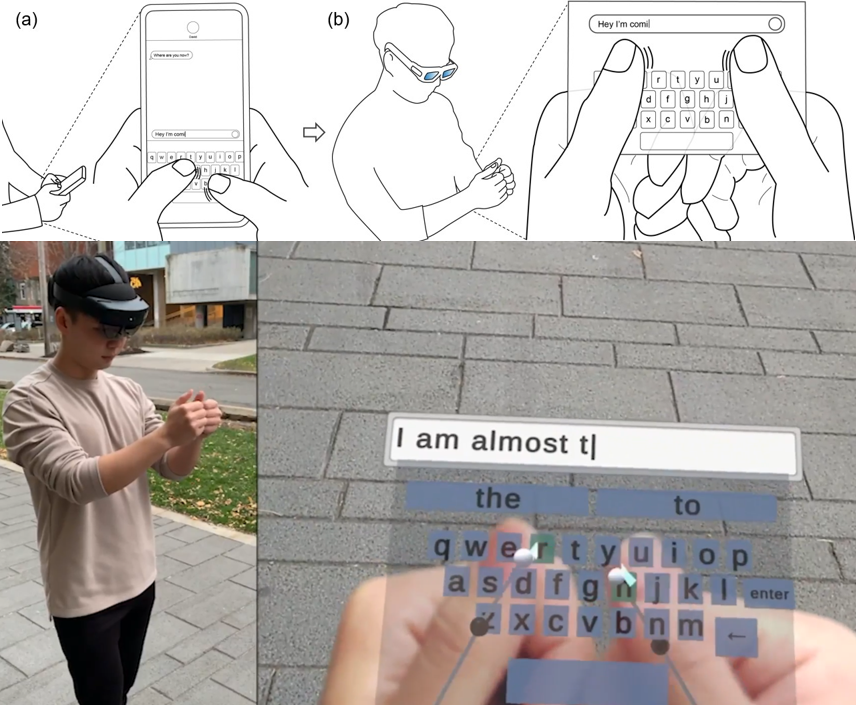 (a)
Where are you now?
Hey I'm comi|
q w e r t y u i o p
h j k l
v b
(b)
Hey I'm comi|
r t y u
d f g h j
x c v b n
I am almost t|
the to
q w e r t y u i o p
a s d f g h j k l enter
z x c v b n m ←